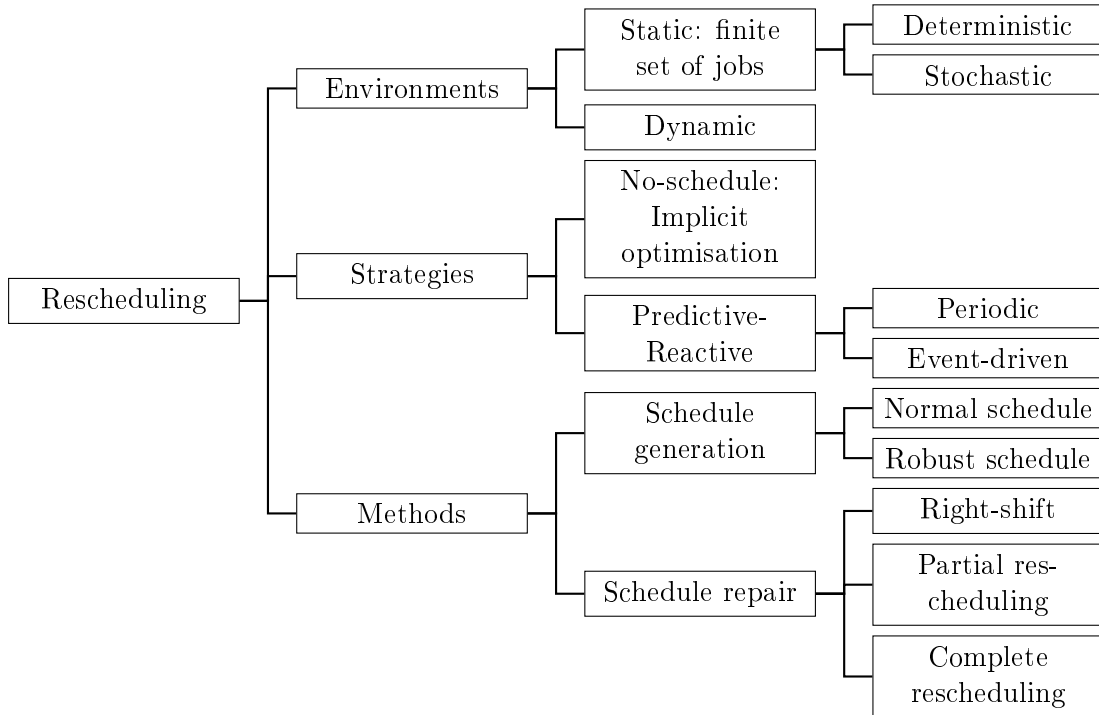 Rescheduling
Environments
Static: finite
set of jobs
Deterministic
Stochastic
Dynamic
Strategies
No-schedule:
Implicit
optimisation
Predictive-
Reactive
Periodic
Event-driven
Methods
Schedule
generation
Normal schedule
Robust schedule
Schedule repair
Right-shift
Partial res-
cheduling
Complete
rescheduling